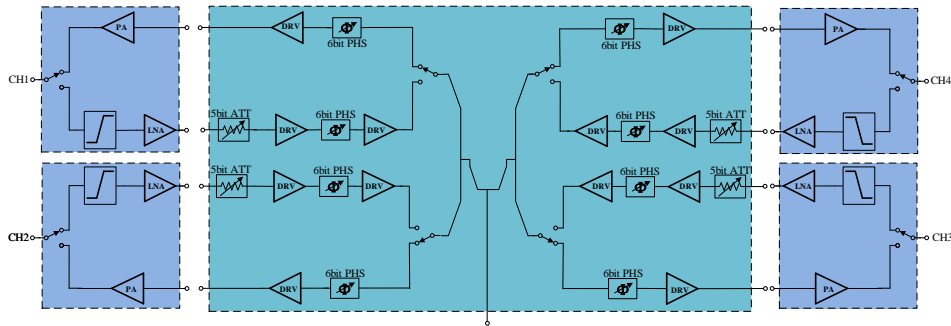 PA
DRV
6bit PHS
6bit PHS
DRV
PA
CH1
CH4
5bit ATT
6bit PHS
LNA
DRV
DRV
DRV
6bit PHS
DRV
5bit ATT
LNA
5bit ATT
6bit PHS
LNA
DRV
DRV
DRV
6bit PHS
DRV
5bit ATT
LNA
CH2
CH3
PA
DRV
6bit PHS
6bit PHS
DRV
PA